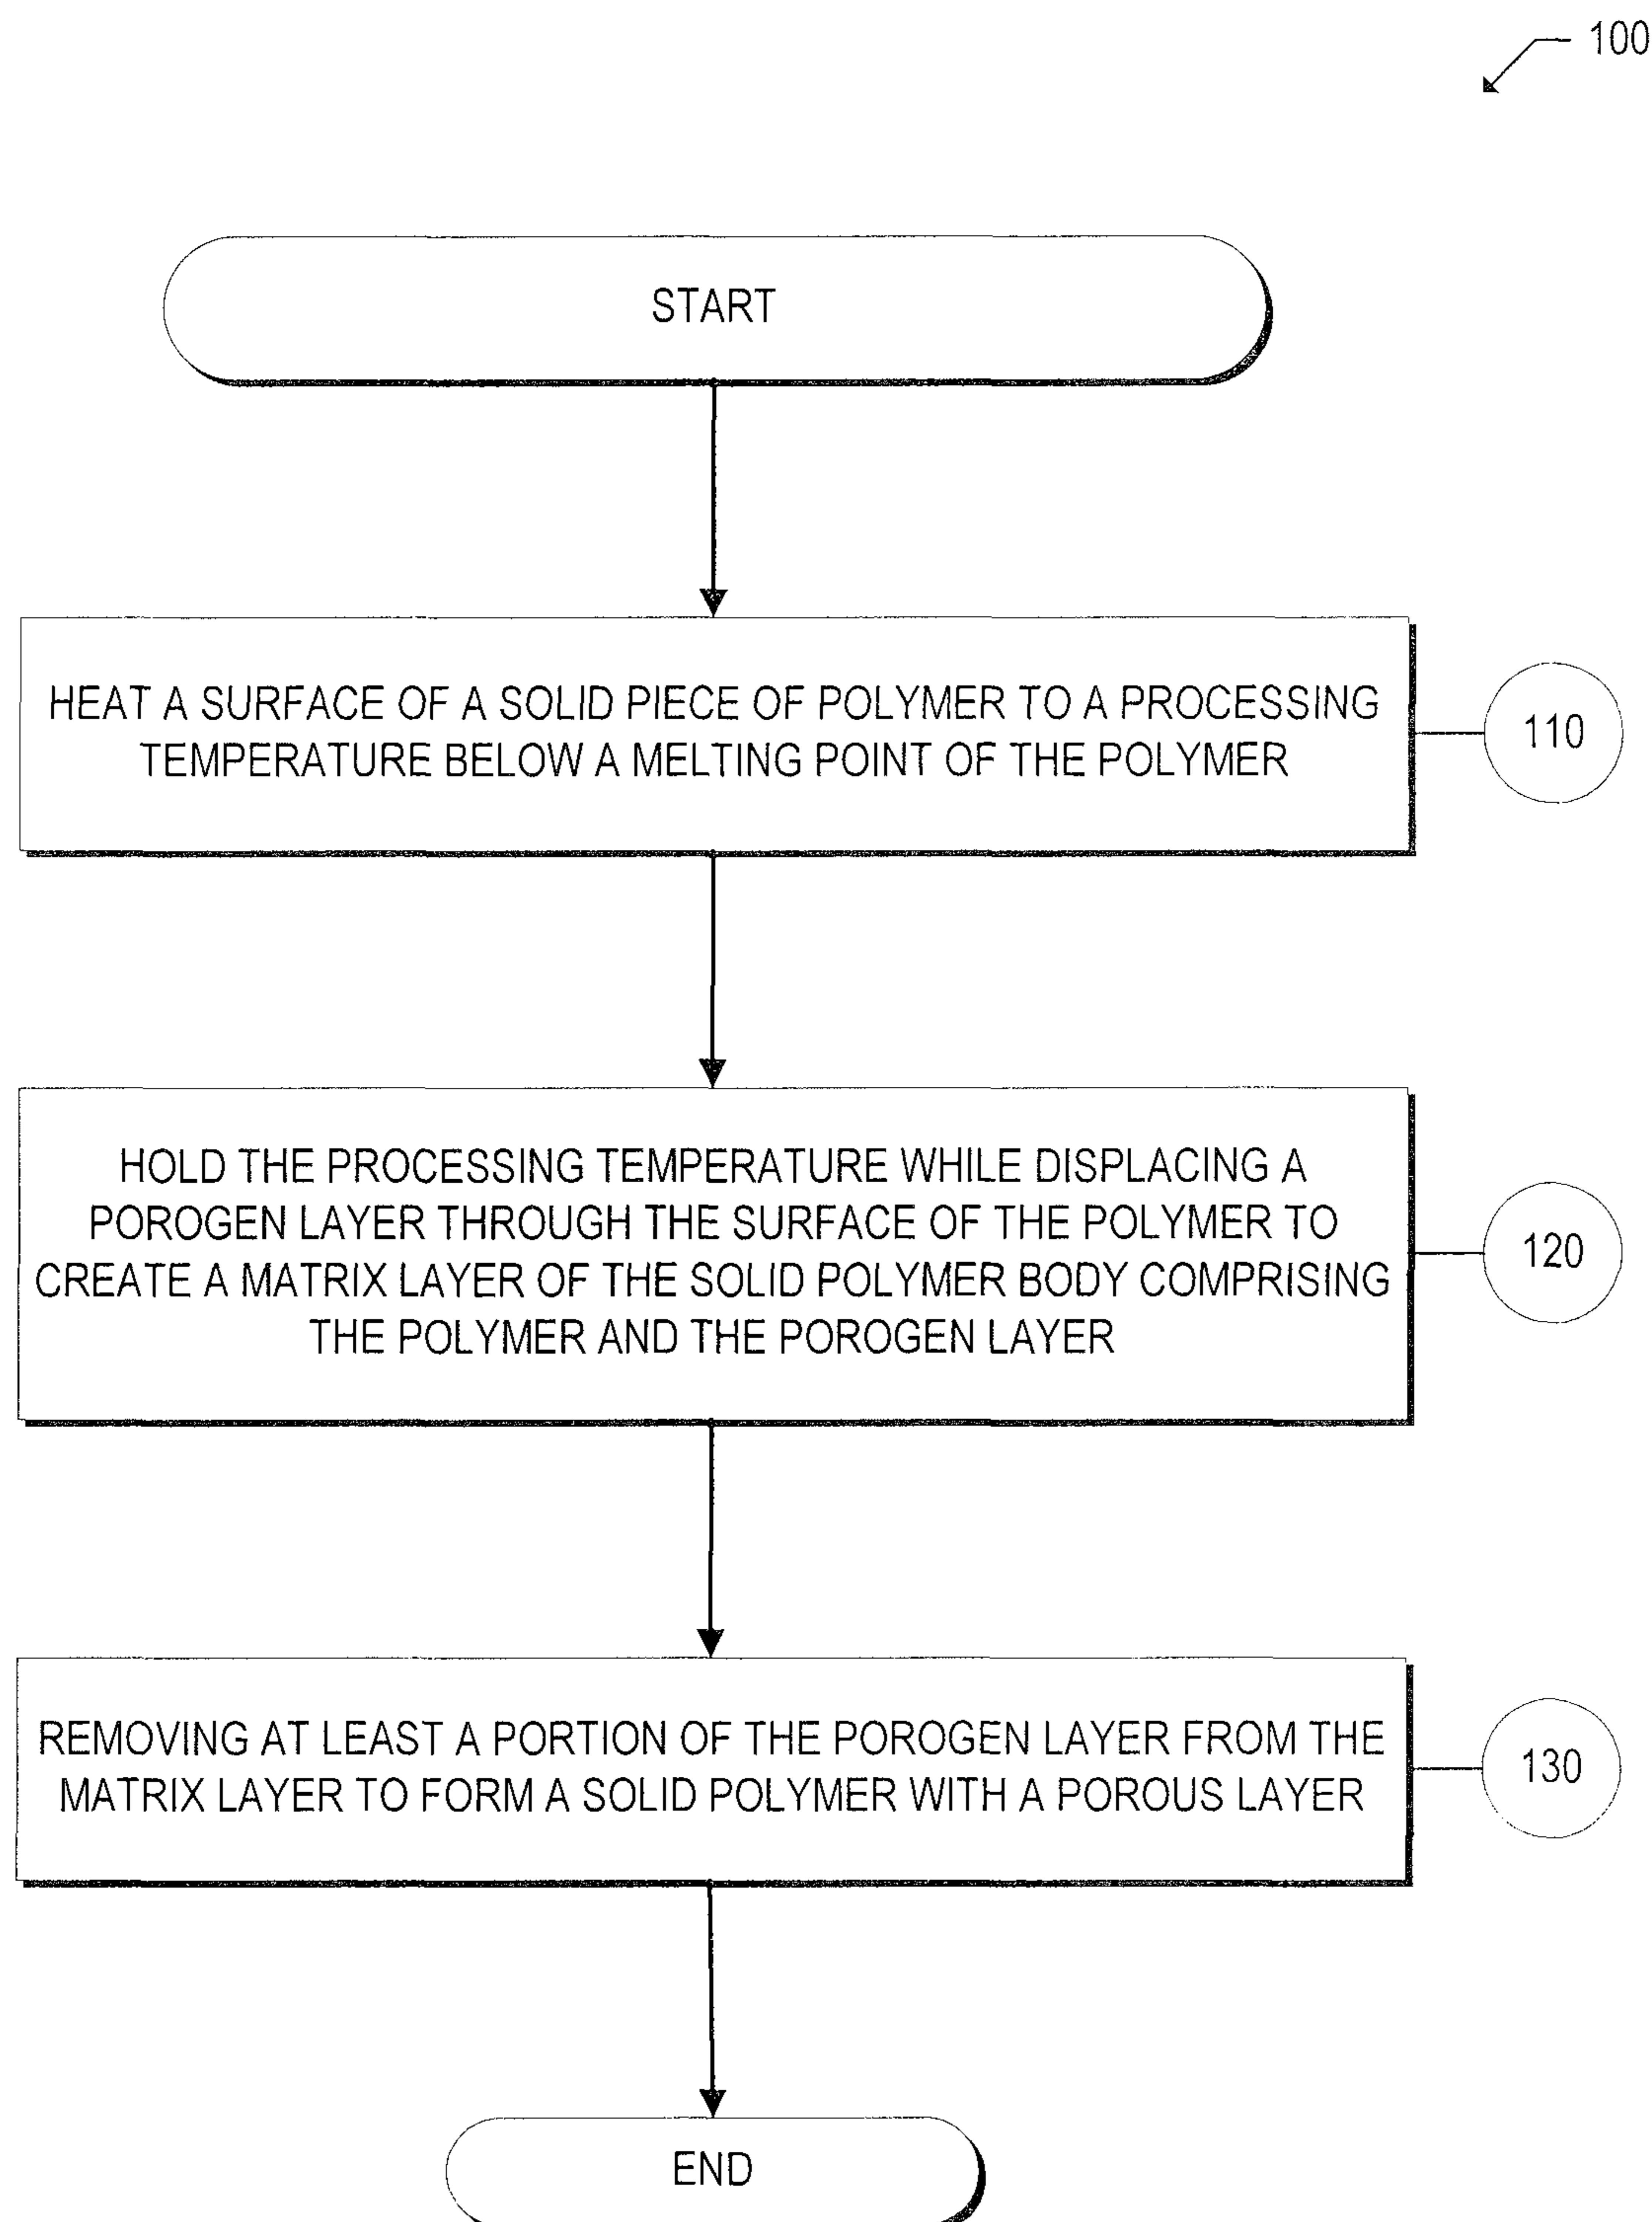 100
START
HEAT A SURFACE OF A SOLID PIECE OF POLYMER TO A PROCESSING
TEMPERATURE BELOW A MELTING POINT OF THE POLYMER
110
HOLD THE PROCESSING TEMPERATURE WHILE DISPLACING A
POROGEN LAYER THROUGH THE SURFACE OF THE POLYMER TO
CREATE A MATRIX LAYER OF THE SOLID POLYMER BODY COMPRISING
THE POLYMER AND THE POROGEN LAYER
120
REMOVING AT LEAST A PORTION OF THE POROGEN LAYER FROM THE
MATRIX LAYER TO FORM A SOLID POLYMER WITH A POROUS LAYER
130
END